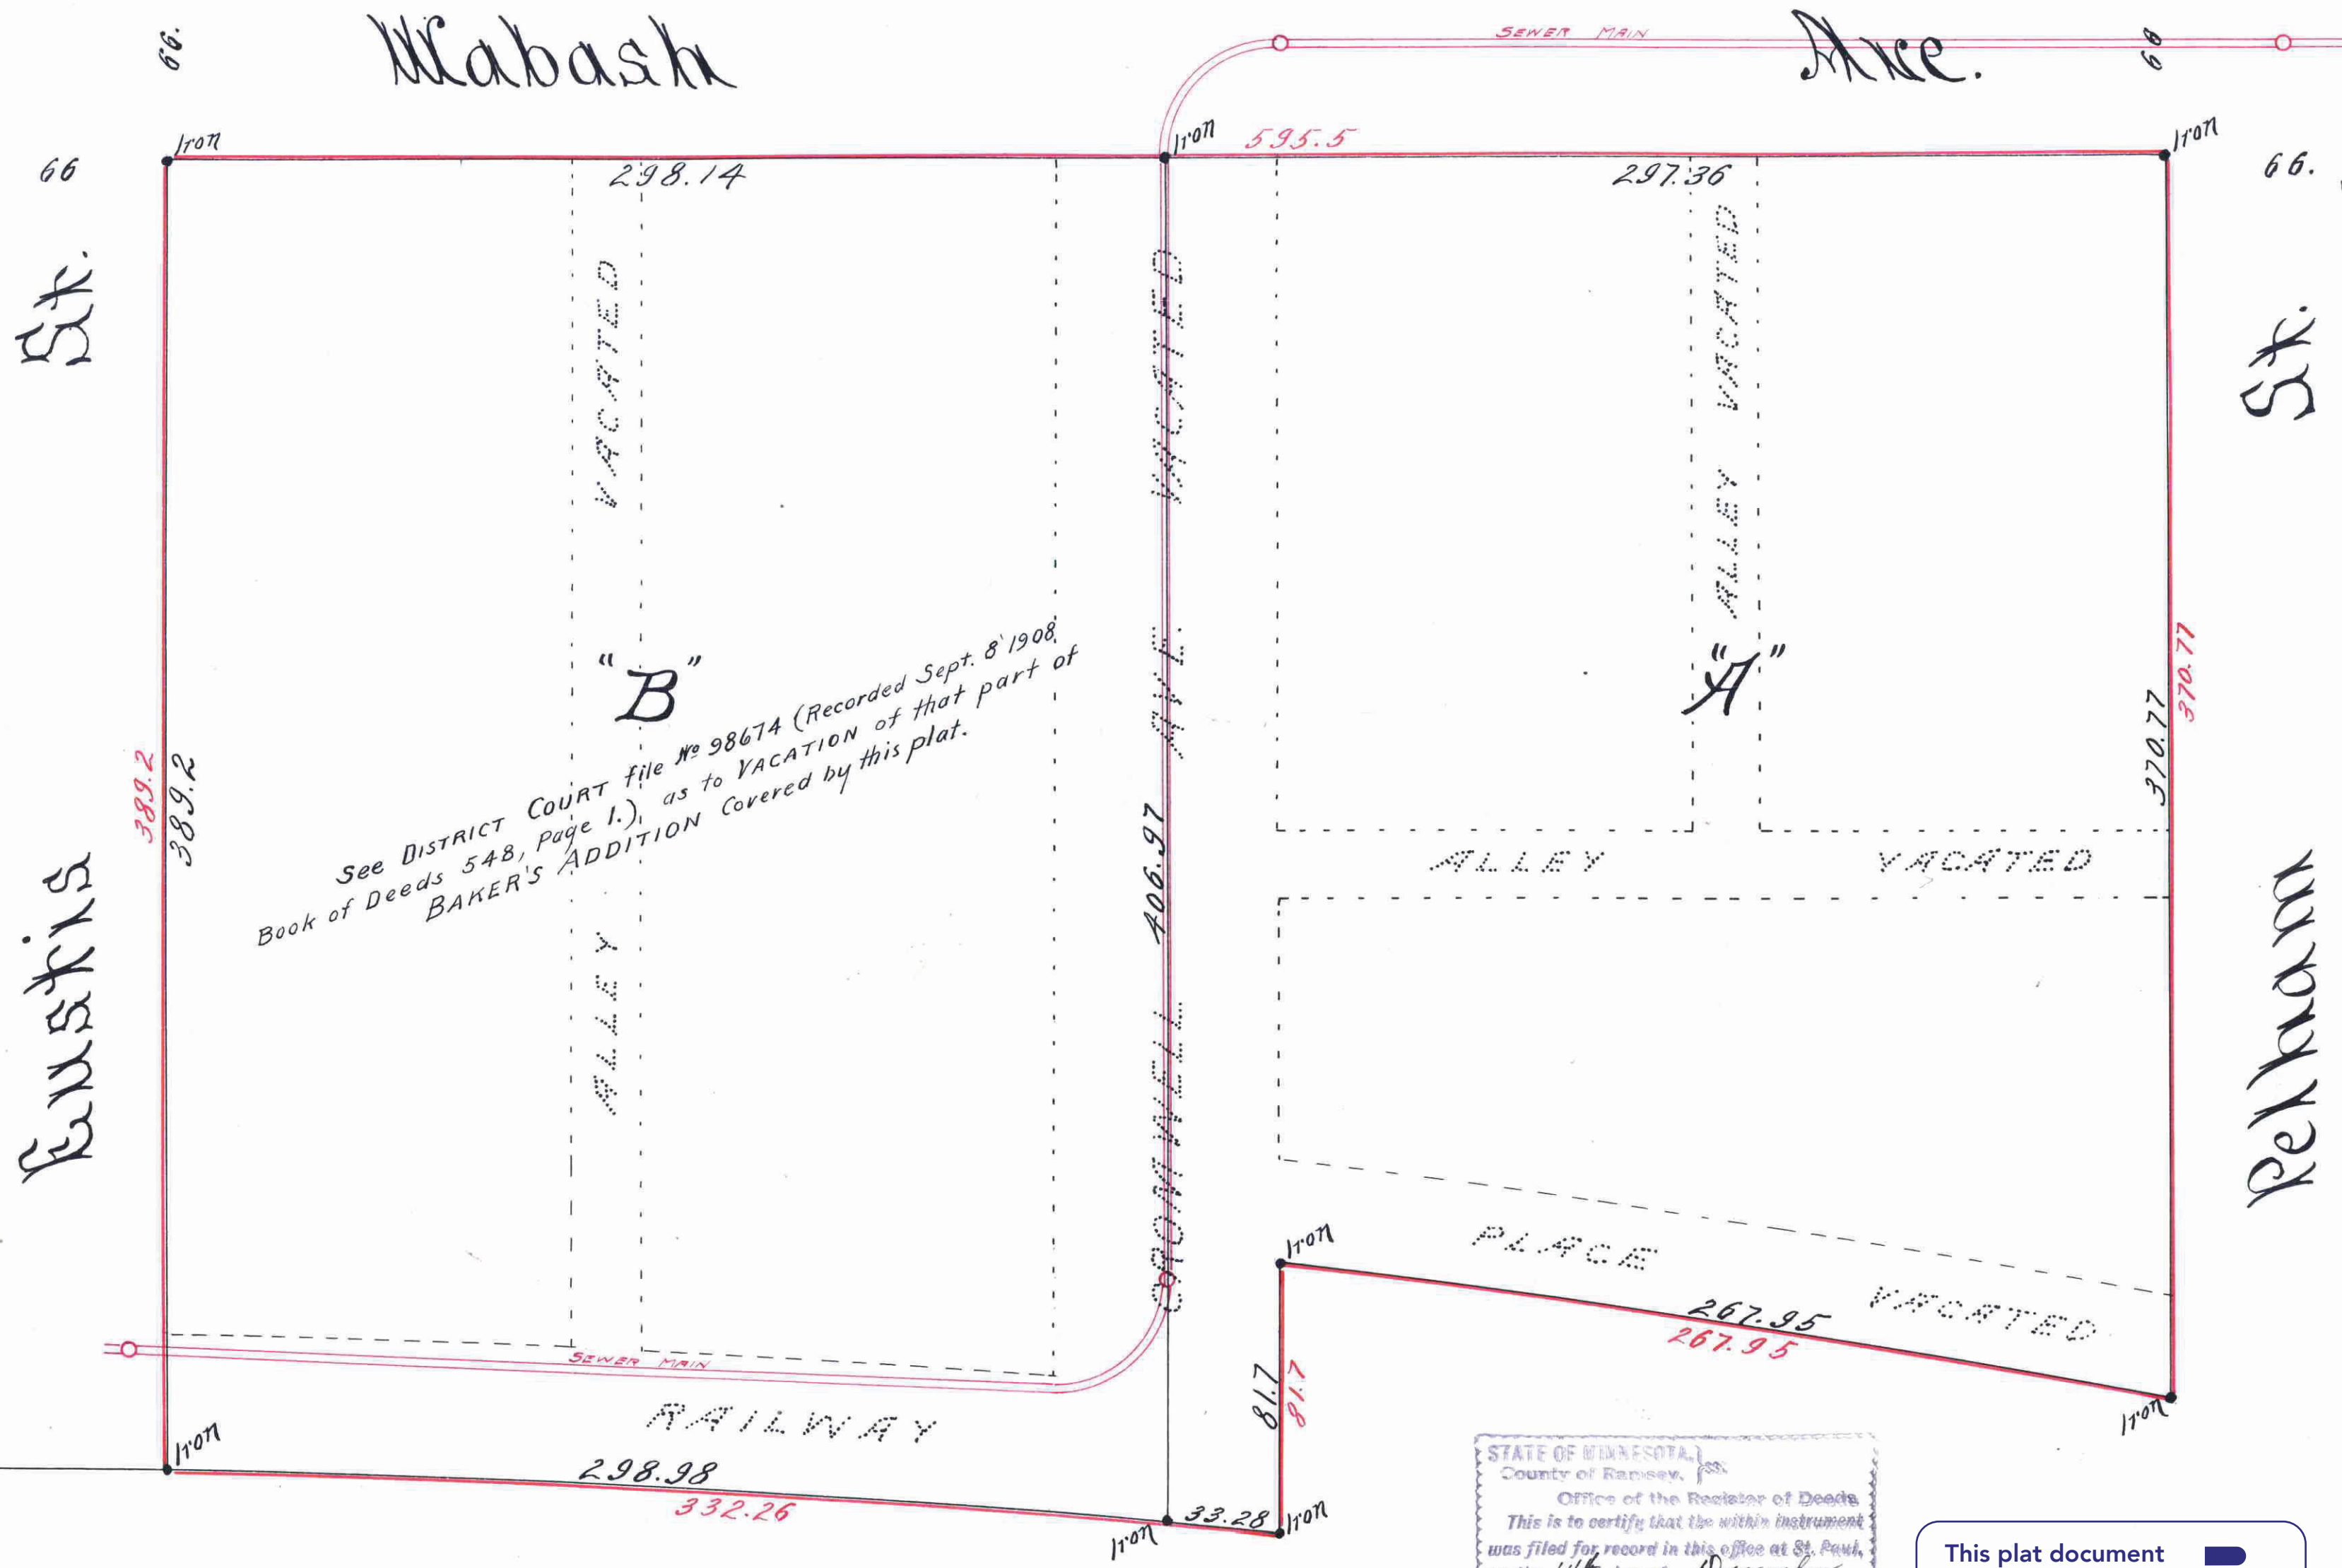 Wabash Ave.
66.
66
SEWER MAIN
Iron
Iron
595.5
Iron
66
298.14
297.36
66.
Eustis St.
Pelham St.
ALLEY VACATED
CROMWELL AVE. VACATED
ALLEY VACATED
"B"
"A"
See DISTRICT COURT file No 98674 (Recorded Sept. 8 1908
Book of Deeds 548, Page 1.), as to VACATION of that part of
BAKER'S ADDITION Covered by this plat.
389.2
389.2
406.97
370.77
370.77
ALLEY VACATED
Iron
PLACE VACATED
267.95
267.95
SEWER MAIN
RAILWAY
81.7
81.7
Iron
Iron
298.98
332.26
33.28
Iron
Iron
STATE OF MINNESOTA,
County of Ramsey, }ss.
Office of the Register of Deeds
This is to certify that the within instrument
was filed for record in this office at St. Paul,
This plat document